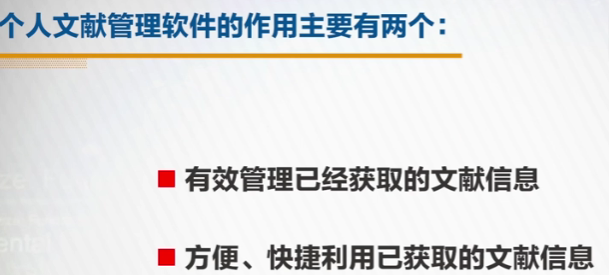 个人文献管理软件的作用主要有两个：
有效管理已经获取的文献信息
方便、快捷利用已获取的文献信息